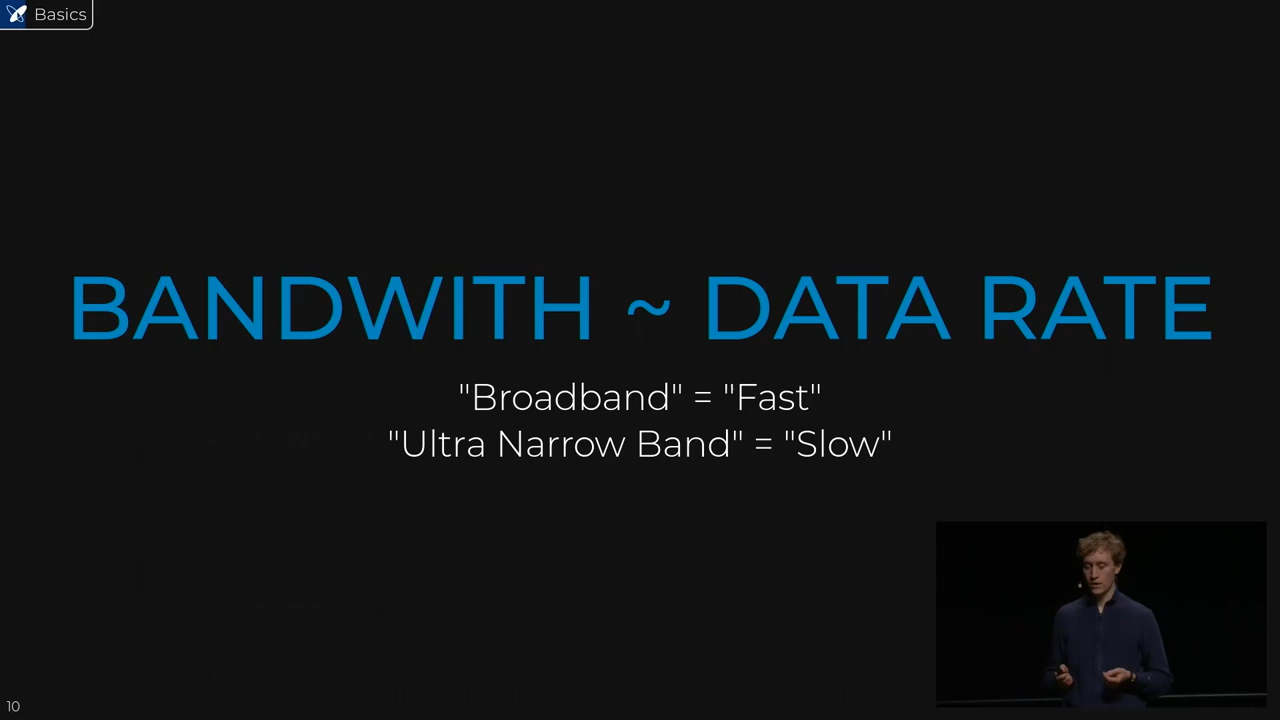 Basics
BANDWITH ~ DATA RATE
"Broadband" = "Fast"
"Ultra Narrow Band" = "Slow"
10